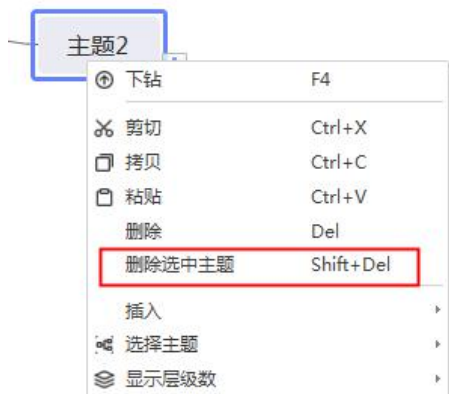 主题2
下钻 F4
剪切 Ctrl+X
拷贝 Ctrl+C
粘贴 Ctrl+V
删除 Del
删除选中主题 Shift+Del
插入
选择主题
显示层级数